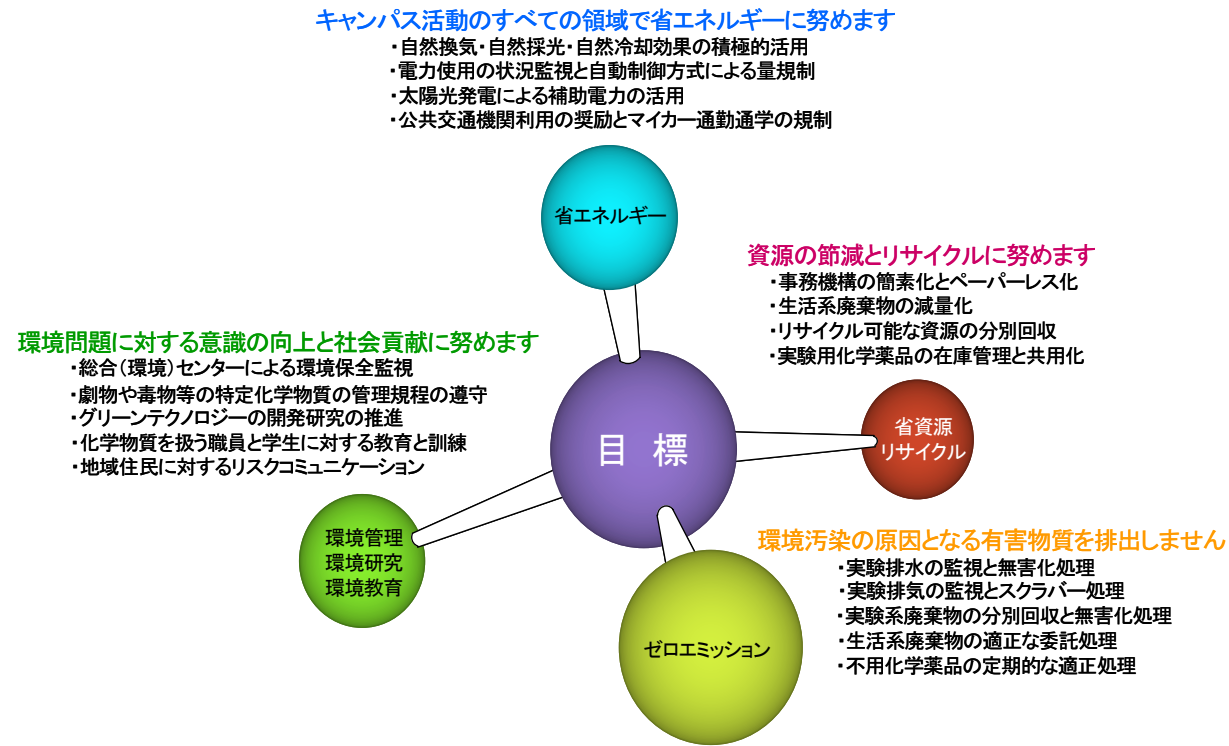 キャンパス活動のすべての領域で省エネルギーに努めます
・自然換気・自然採光・自然冷却効果の積極的活用
・電力使用の状況監視と自動制御方式による量規制
・太陽光発電による補助電力の活用
・公共交通機関利用の奨励とマイカー通勤通学の規制
省エネルギー
資源の節減とリサイクルに努めます
・事務機構の簡素化とペーパーレス化
・生活系廃棄物の減量化
・リサイクル可能な資源の分別回収
・実験用化学薬品の在庫管理と共用化
省資源
リサイクル
環境問題に対する意識の向上と社会貢献に努めます
・総合（環境）センターによる環境保全監視
・劇物や毒物等の特定化学物質の管理規程の遵守
・グリーンテクノロジーの開発研究の推進
・化学物質を扱う職員と学生に対する教育と訓練
・地域住民に対するリスクコミュニケーション
目 標
環境管理
環境研究
環境教育
環境汚染の原因となる有害物質を排出しません
・実験排水の監視と無害化処理
・実験排気の監視とスクラバー処理
・実験系廃棄物の分別回収と無害化処理
・生活系廃棄物の適正な委託処理
・不用化学薬品の定期的な適正処理
ゼロエミッション